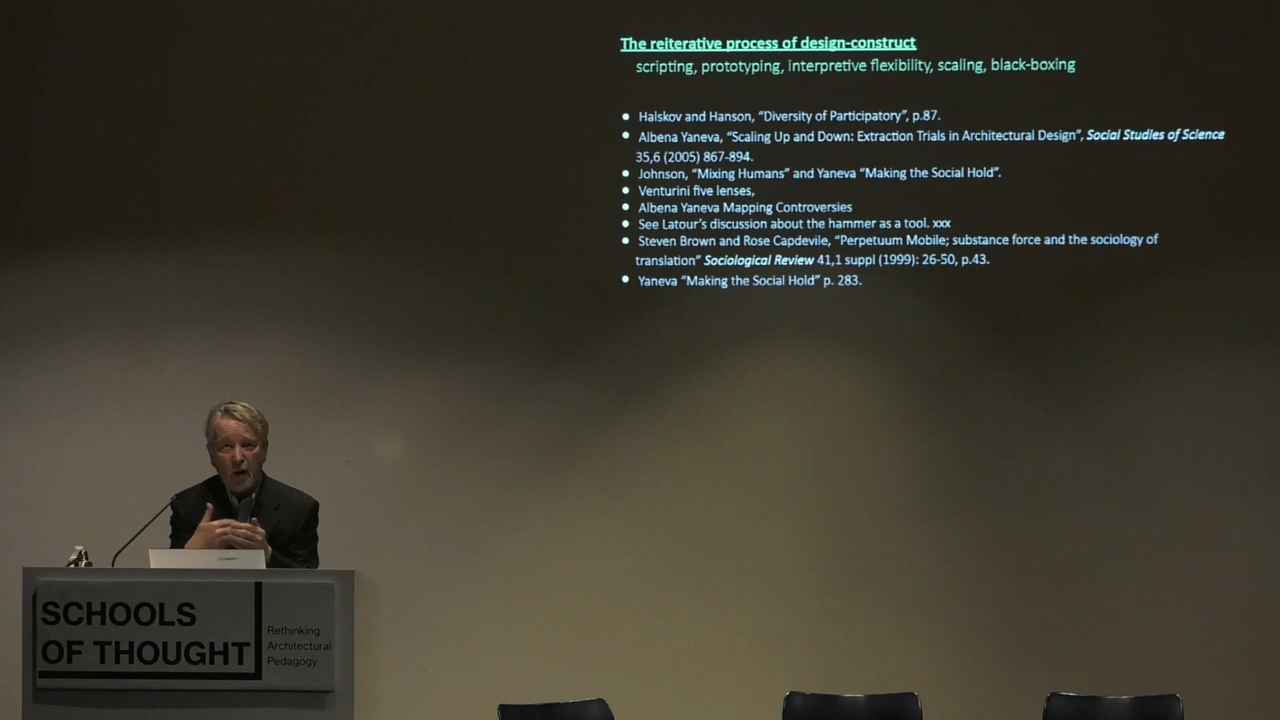 The reiterative process of design-construct
scripting, prototyping, interpretive flexibility, scaling, black-boxing
• Halskov and Hanson, “Diversity of Participatory”, p.87.
• Albena Yaneva, “Scaling Up and Down: Extraction Trials in Architectural Design”, Social Studies of Science
35,6 (2005) 867-894.
• Johnson, “Mixing Humans” and Yaneva “Making the Social Hold”.
• Venturini five lenses,
• Albena Yaneva Mapping Controversies
• See Latour’s discussion about the hammer as a tool. xxx
• Steven Brown and Rose Capdevile, “Perpetuum Mobile; substance force and the sociology of
translation” Sociological Review 41,1 suppl (1999): 26-50, p.43.
• Yaneva “Making the Social Hold” p. 283.
SCHOOLS
OF THOUGHT
Rethinking
Architectural
Pedagogy